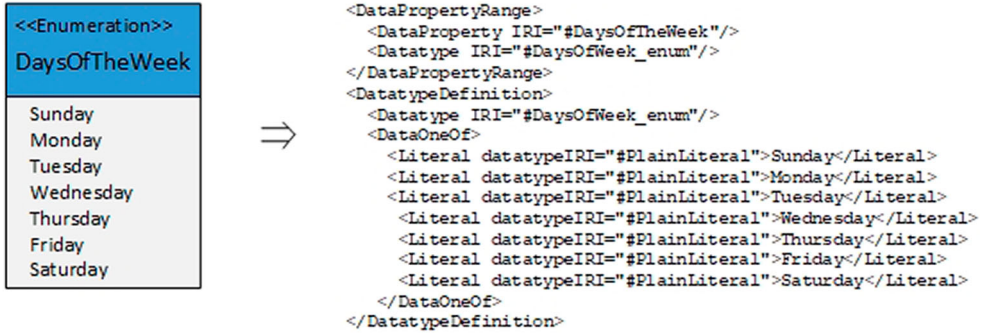 <<Enumeration>>
DaysOfTheWeek
Sunday
Monday
Tuesday
Wednesday
Thursday
Friday
Saturday
⇒
<DataPropertyRange>
<DataProperty IRI="#DaysOfTheWeek"/>
<Datatype IRI="#DaysOfWeek_enum"/>
</DataPropertyRange>
<DatatypeDefinition>
<Datatype IRI="#DaysOfWeek_enum"/>
<DataOneOf>
<Literal datatypeIRI="#PlainLiteral">Sunday</Literal>
<Literal datatypeIRI="#PlainLiteral">Monday</Literal>
<Literal datatypeIRI="#PlainLiteral">Tuesday</Literal>
<Literal datatypeIRI="#PlainLiteral">Wednesday</Literal>
<Literal datatypeIRI="#PlainLiteral">Thursday</Literal>
<Literal datatypeIRI="#PlainLiteral">Friday</Literal>
<Literal datatypeIRI="#PlainLiteral">Saturday</Literal>
</DataOneOf>
</DatatypeDefinition>